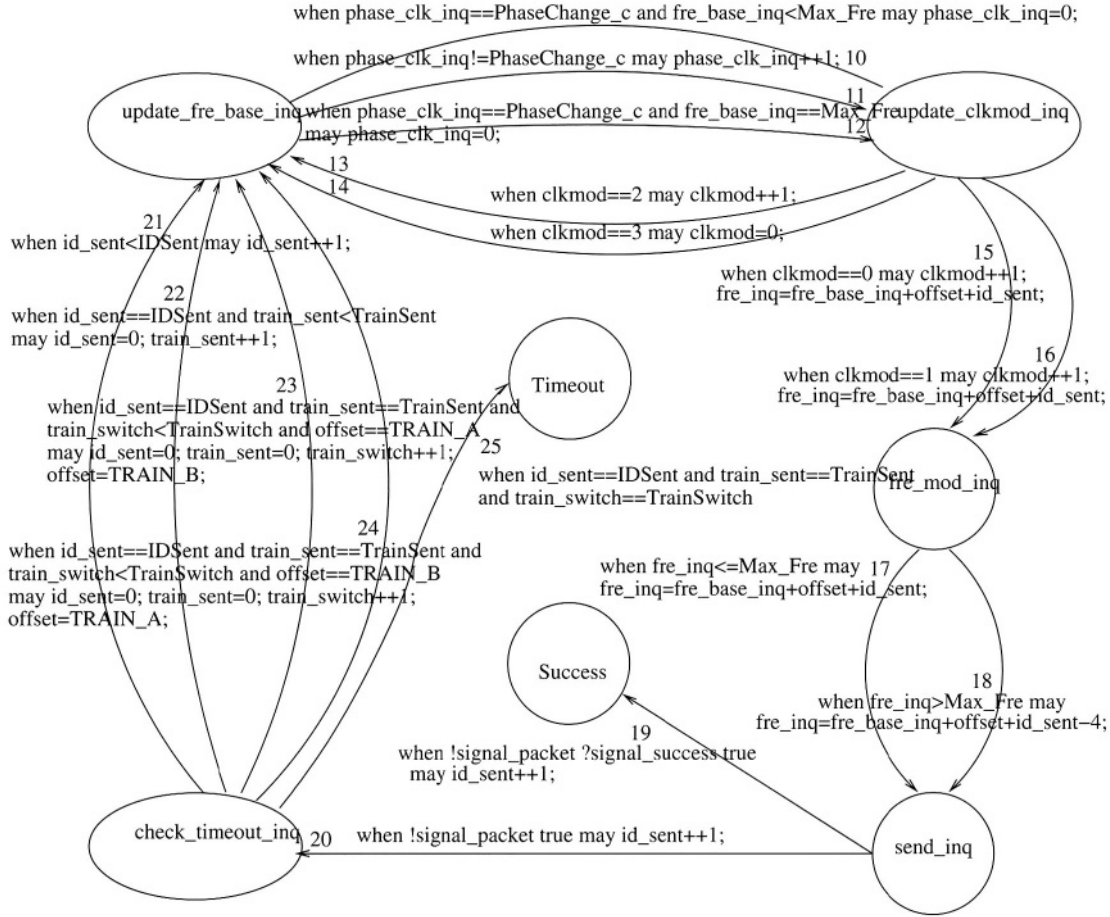 when phase_clk_inq==PhaseChange_c and fre_base_inq<Max_Fre may phase_clk_inq=0;
when phase_clk_inq!=PhaseChange_c may phase_clk_inq++1; 10
11
update_fre_base_inq
when phase_clk_inq==PhaseChange_c and fre_base_inq==Max_Fre
may phase_clk_inq=0;
12
update_clkmod_inq
13
14
when clkmod==2 may clkmod++1;
when clkmod==3 may clkmod=0;
21
when id_sent<IDSent may id_sent++1;
15
when clkmod==0 may clkmod++1;
fre_inq=fre_base_inq+offset+id_sent;
22
when id_sent==IDSent and train_sent<TrainSent
may id_sent=0; train_sent++1;
16
when clkmod==1 may clkmod++1;
fre_inq=fre_base_inq+offset+id_sent;
Timeout
23
when id_sent==IDSent and train_sent==TrainSent and
train_switch<TrainSwitch and offset==TRAIN_A
may id_sent=0; train_sent=0; train_switch++1;
offset=TRAIN_B;
25
when id_sent==IDSent and train_sent==TrainSent
and train_switch==TrainSwitch
fre_mod_inq
24
when id_sent==IDSent and train_sent==TrainSent and
train_switch<TrainSwitch and offset==TRAIN_B
may id_sent=0; train_sent=0; train_switch++1;
offset=TRAIN_A;
when fre_inq<=Max_Fre may 17
fre_inq=fre_base_inq+offset+id_sent;
Success
18
when fre_inq>Max_Fre may
fre_inq=fre_base_inq+offset+id_sent−4;
19
when !signal_packet ?signal_success true
may id_sent++1;
check_timeout_inq
20
when !signal_packet true may id_sent++1;
send_inq